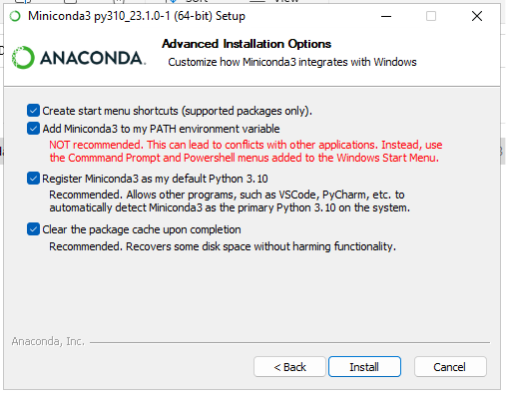 Sort
View
Miniconda3 py310_23.1.0-1 (64-bit) Setup
ANACONDA.
Advanced Installation Options
Customize how Miniconda3 integrates with Windows
Create start menu shortcuts (supported packages only).
Add Miniconda3 to my PATH environment variable
NOT recommended. This can lead to conflicts with other applications. Instead, use
the Commmand Prompt and Powershell menus added to the Windows Start Menu.
Register Miniconda3 as my default Python 3.10
Recommended. Allows other programs, such as VSCode, PyCharm, etc. to
automatically detect Miniconda3 as the primary Python 3.10 on the system.
Clear the package cache upon completion
Recommended. Recovers some disk space without harming functionality.
Anaconda, Inc.
< Back
Install
Cancel